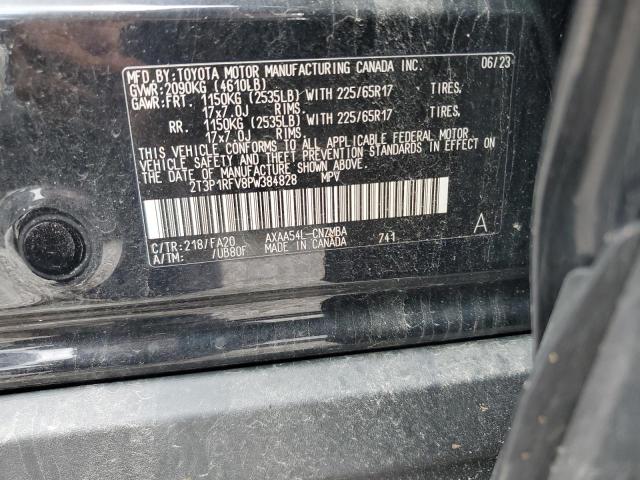 MFD.BY:TOYOTA MOTOR MANUFACTURING CANADA INC. 06/23
GVWR:2090KG (4610LB)
GAWR:FRT. 1150KG (2535LB) WITH 225/65R17 TIRES.
17x7.0J RIMS.
RR. 1150KG (2535LB) WITH 225/65R17 TIRES.
17x7.0J RIMS.
THIS VEHICLE CONFORMS TO ALL APPLICABLE FEDERAL MOTOR
VEHICLE SAFETY AND THEFT PREVENTION STANDARDS IN EFFECT
ON THE DATE OF MANUFACTURE SHOWN ABOVE.
2T3P1RFV8PW384828 MPV
C/TR:218/FA20 AXAA54L-CNZMBA 741 A
A/TM: /UB80F MADE IN CANADA